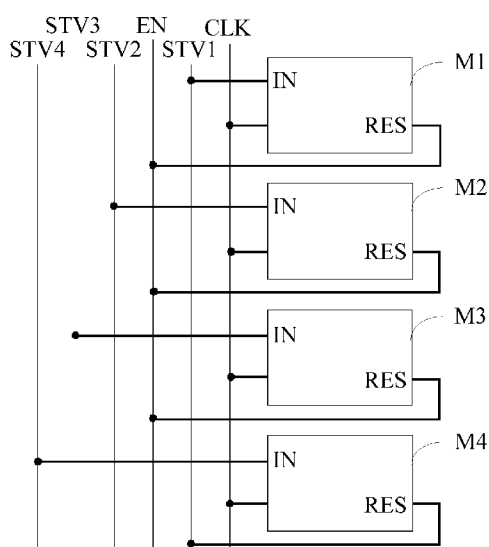 STV3 EN
STV4 STV2 STV1 CLK
IN M1
RES
IN M2
RES
IN M3
RES
IN M4
RES